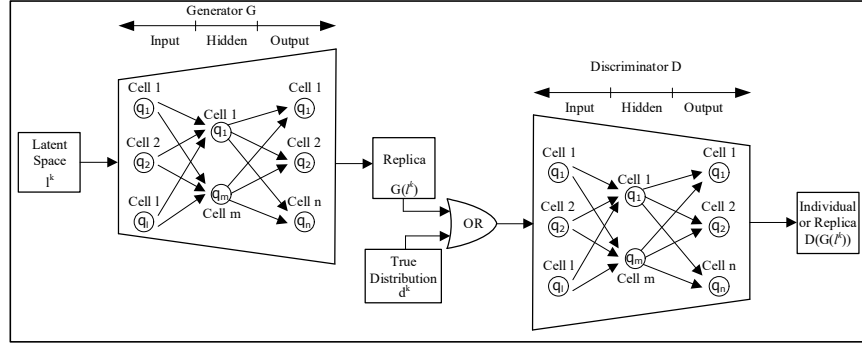 Generator G
Input Hidden Output
Cell 1
q1
Cell 2
q2
Cell 1
ql
Cell 1
q1
qm
Cell m
Cell 1
q1
Cell 2
q2
Cell n
qn
Latent
Space
l^k
Replica
G(l^k)
True
Distribution
d^k
OR
Discriminator D
Input Hidden Output
Cell 1
q1
Cell 2
q2
Cell 1
ql
Cell 1
q1
qm
Cell m
Cell 1
q1
Cell 2
q2
Cell n
qn
Individual
or Replica
D(G(l^k))